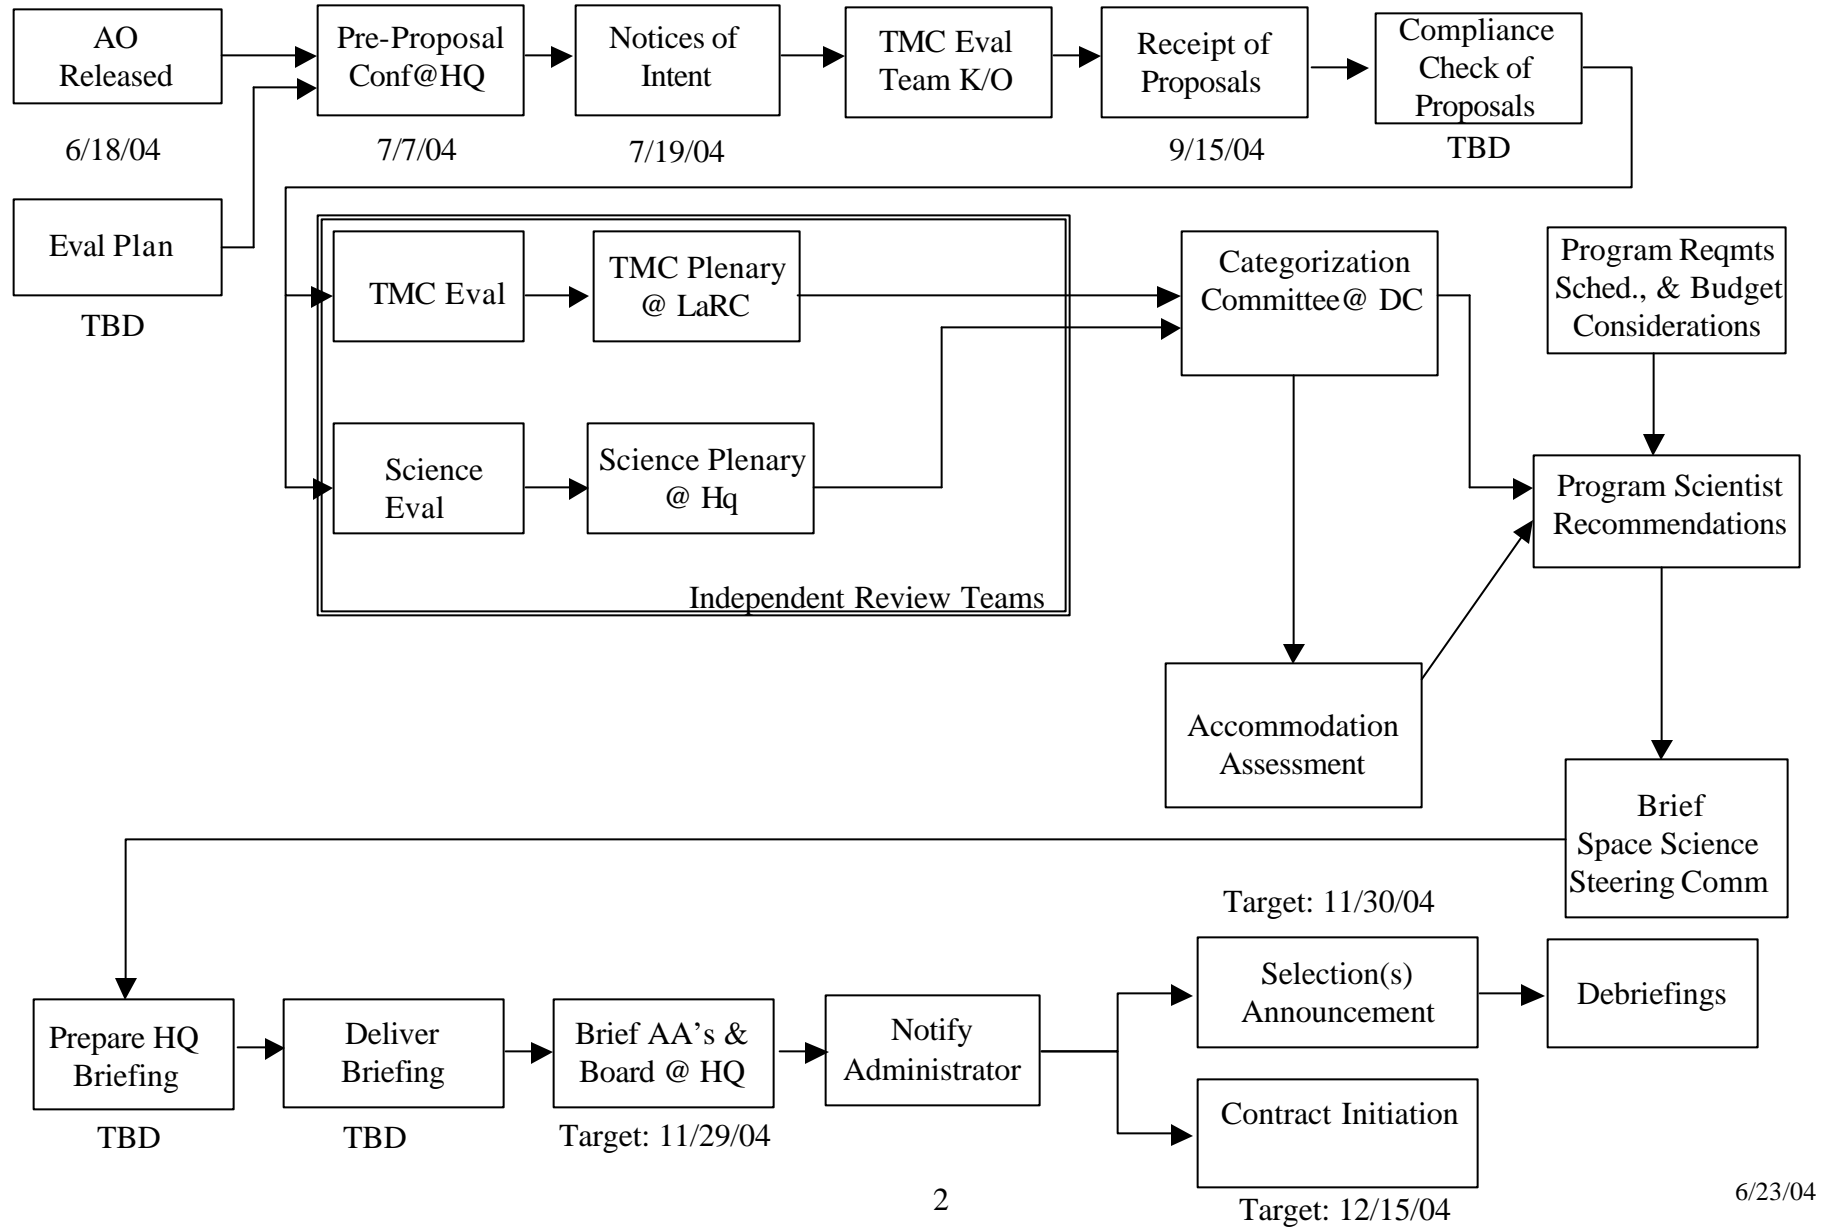 AO
Released
6/18/04
Pre-Proposal
Conf@HQ
7/7/04
Notices of
Intent
7/19/04
TMC Eval
Team K/O
Receipt of
Proposals
9/15/04
Compliance
Check of
Proposals
TBD
Eval Plan
TBD
TMC Eval
TMC Plenary
@ LaRC
Science
Eval
Science Plenary
@ Hq
Independent Review Teams
Categorization
Committee@ DC
Program Reqmts
Sched., & Budget
Considerations
Program Scientist
Recommendations
Accommodation
Assessment
Brief
Space Science
Steering Comm
Prepare HQ
Briefing
TBD
Deliver
Briefing
TBD
Brief AA’s &
Board @ HQ
Target: 11/29/04
Notify
Administrator
Target: 11/30/04
Selection(s)
Announcement
Debriefings
Contract Initiation
Target: 12/15/04
2
6/23/04